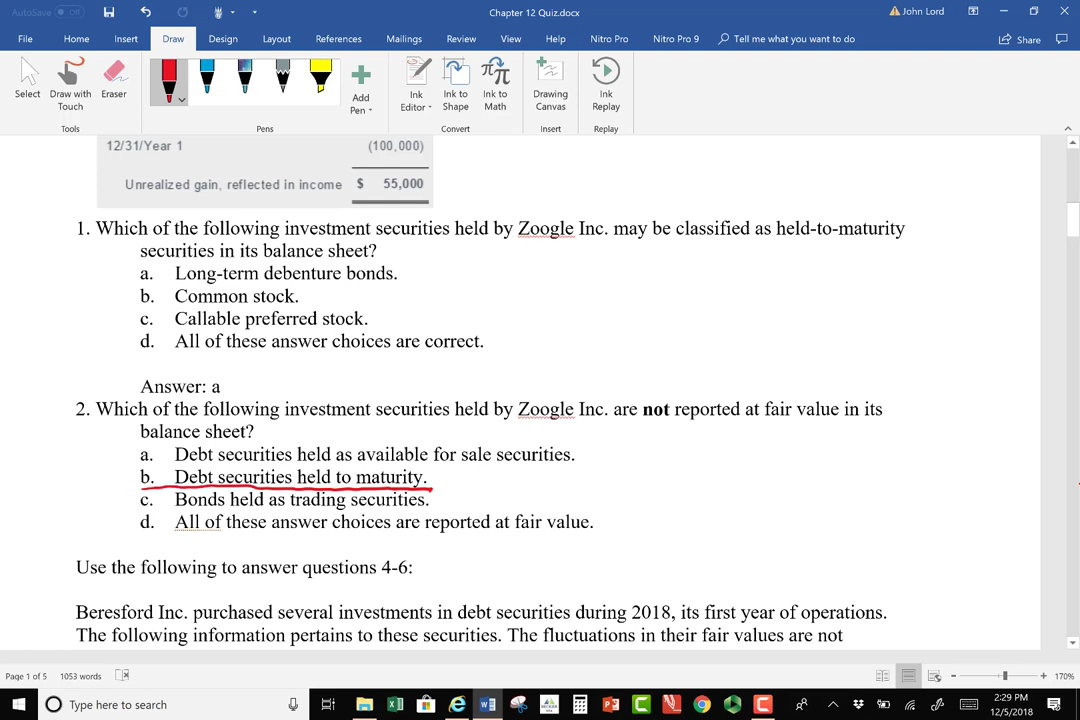 AutoSave Off
Chapter 12 Quiz.docx
John Lord
File Home Insert Draw Design Layout References Mailings Review View Help Nitro Pro Nitro Pro 9 Tell me what you want to do Share
Select
Draw with Touch
Eraser
Add Pen
Ink Editor
Ink to Shape
Ink to Math
Drawing Canvas
Ink Replay
Tools Pens Convert Insert Replay
12/31/Year 1 (100,000)
Unrealized gain, reflected in income $ 55,000
1. Which of the following investment securities held by Zoogle Inc. may be classified as held-to-maturity
securities in its balance sheet?
a. Long-term debenture bonds.
b. Common stock.
c. Callable preferred stock.
d. All of these answer choices are correct.
Answer: a
2. Which of the following investment securities held by Zoogle Inc. are not reported at fair value in its
balance sheet?
a. Debt securities held as available for sale securities.
b. Debt securities held to maturity.
c. Bonds held as trading securities.
d. All of these answer choices are reported at fair value.
Use the following to answer questions 4-6:
Beresford Inc. purchased several investments in debt securities during 2018, its first year of operations.
The following information pertains to these securities. The fluctuations in their fair values are not
Page 1 of 5 1053 words 170%
Type here to search
2:29 PM
12/5/2018